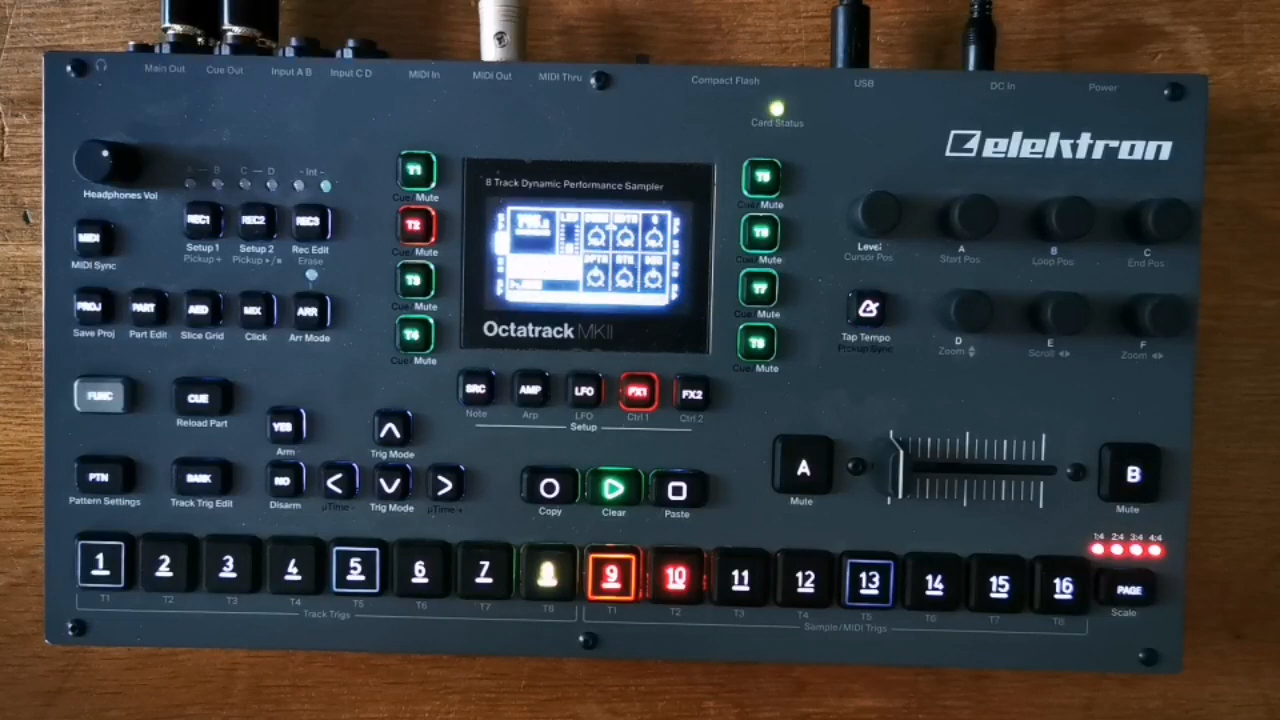 Main Out Cue Out Input A B Input C D MIDI In MIDI Out MIDI Thru Compact Flash USB DC In Power
Card Status
elektron
Headphones Vol
A B C D - Int -
T1
Cue/Mute
T5
Cue/Mute
8 Track Dynamic Performance Sampler
REC1 REC2 REC3
Setup 1 Setup 2 Rec Edit
Pickup + Pickup ▸/■ Erase
T2
Cue/Mute
T6
Cue/Mute
MIDI
MIDI Sync
Level A B C
Cursor Pos Start Pos Loop Pos End Pos
T3
Cue/Mute
T7
Cue/Mute
PROJ PART AED MIX ARR
Save Proj Part Edit Slice Grid Click Arr Mode
T4
Cue/Mute
T8
Cue/Mute
Octatrack MKII
Tap Tempo
Pickup Sync
D E F
Zoom Scroll Zoom
FUNC CUE
Reload Part
SRC AMP LFO FX1 FX2
Note Arp LFO Ctrl 1 Ctrl 2
Setup
YES
Arm
Trig Mode
A
Mute
B
Mute
PTN BANK NO
Pattern Settings Track Trig Edit Disarm µTime - Trig Mode µTime +
Copy Clear Paste
1:4 2:4 3:4 4:4
1 2 3 4 5 6 7 8 9 10 11 12 13 14 15 16 PAGE
T1 T2 T3 T4 T5 T6 T7 T8 T1 T2 T3 T4 T5 T6 T7 T8 Scale
Track Trigs Sample/MIDI Trigs